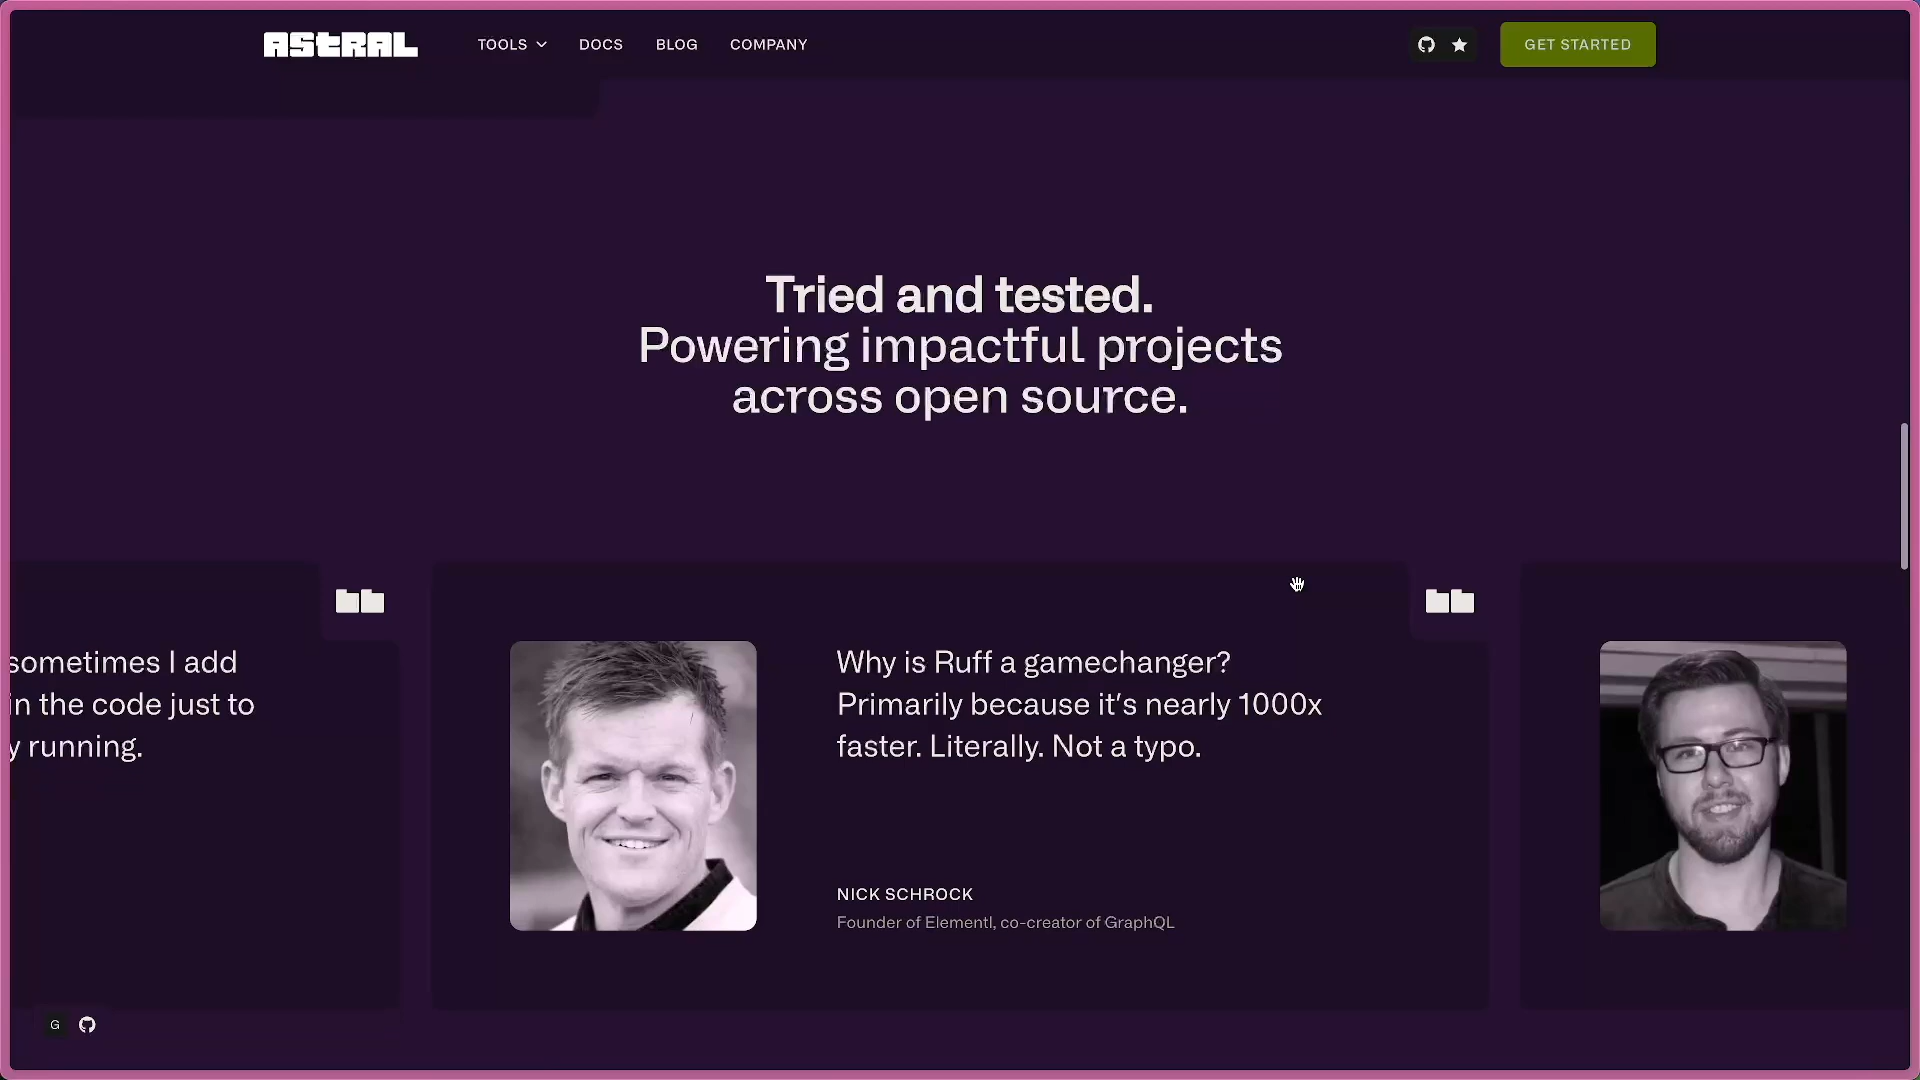 ASTRAL
TOOLS
DOCS
BLOG
COMPANY
GET STARTED
Tried and tested.
Powering impactful projects
across open source.
sometimes I add
in the code just to
y running.
Why is Ruff a gamechanger?
Primarily because it's nearly 1000x
faster. Literally. Not a typo.
NICK SCHROCK
Founder of Elementl, co-creator of GraphQL
G